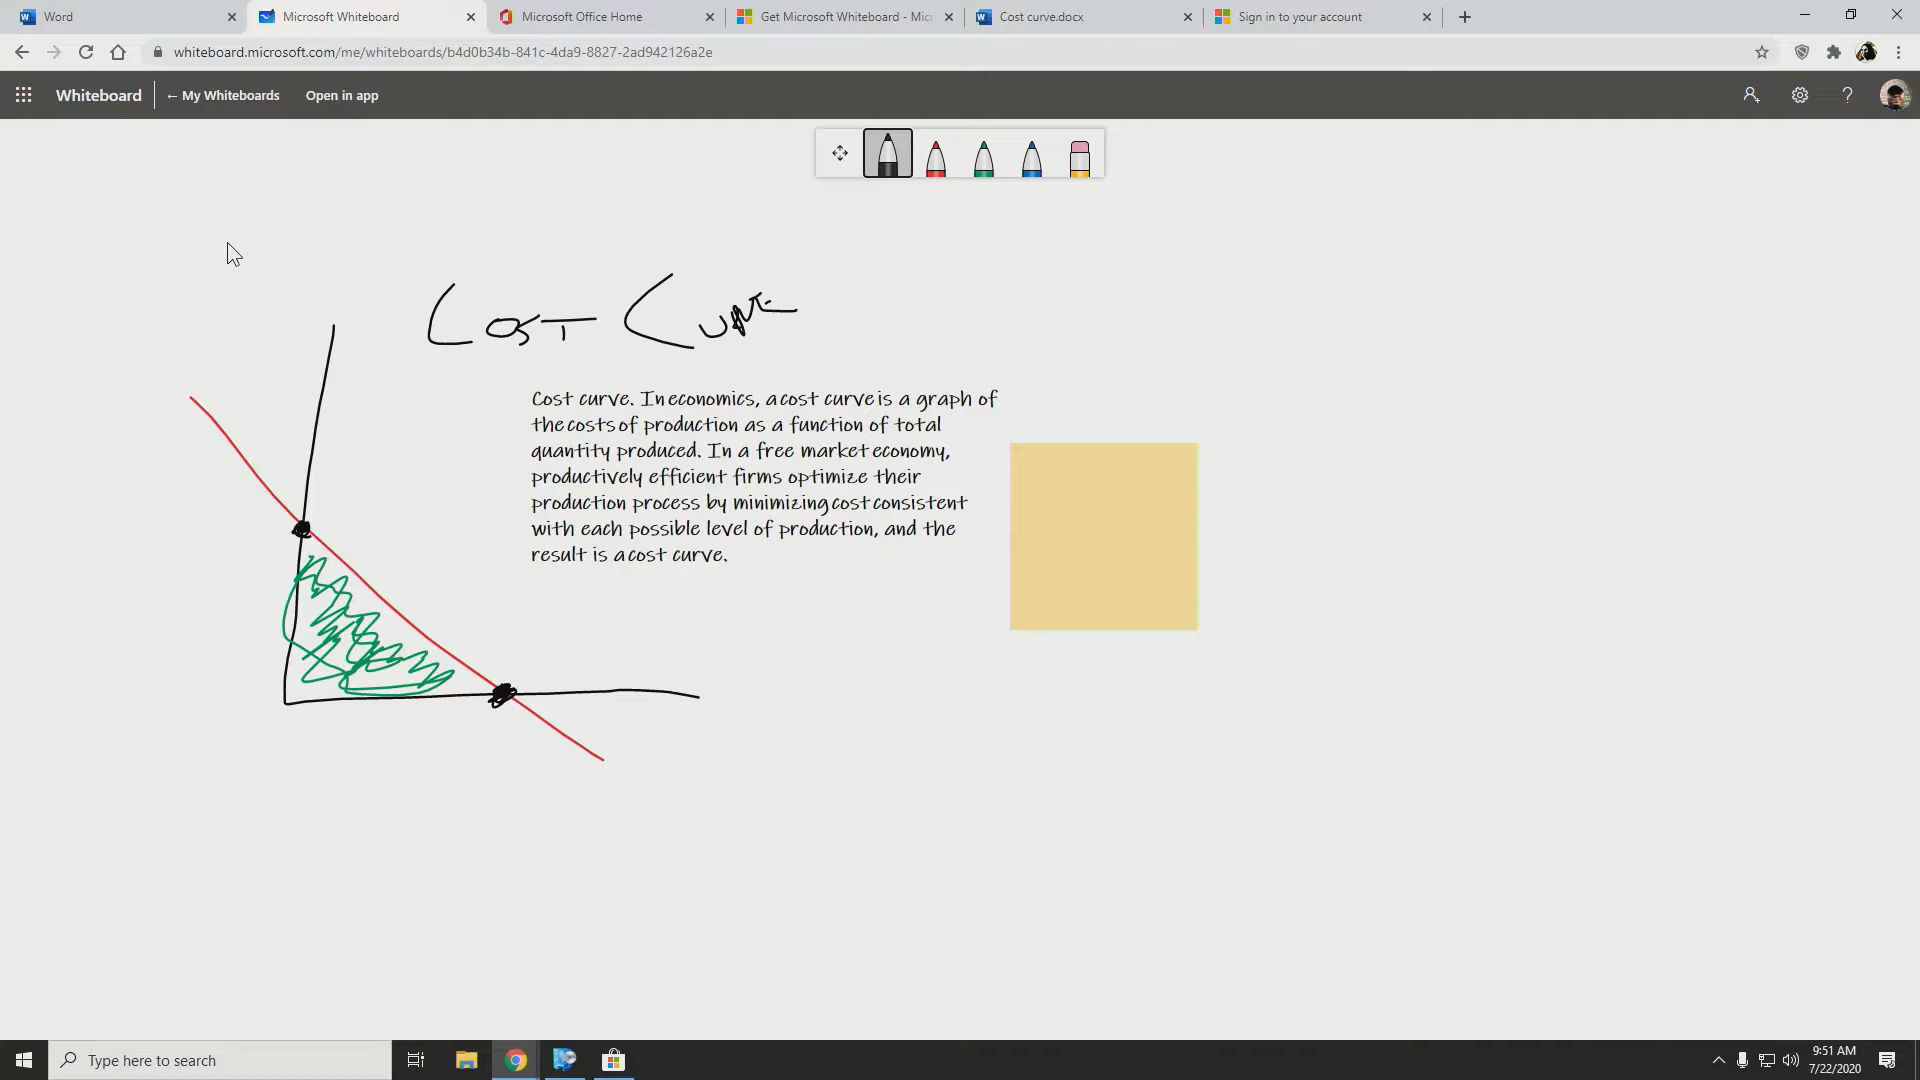 Word
Microsoft Whiteboard
Microsoft Office Home
Get Microsoft Whiteboard - Micr
Cost curve.docx
Sign in to your account
whiteboard.microsoft.com/me/whiteboards/b4d0b34b-841c-4da9-8827-2ad942126a2e
Whiteboard
← My Whiteboards
Open in app
Cost Curve
Cost curve. In economics, a cost curve is a graph of
the costs of production as a function of total
quantity produced. In a free market economy,
productively efficient firms optimize their
production process by minimizing cost consistent
with each possible level of production, and the
result is a cost curve.
Type here to search
9:51 AM
7/22/2020